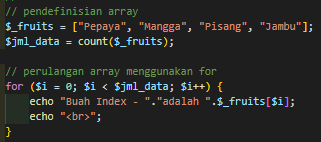 // pendefinisian array
$_fruits = ["Pepaya", "Mangga", "Pisang", "Jambu"];
$jml_data = count($_fruits);
// perulangan array menggunakan for
for ($i = 0; $i < $jml_data; $i++) {
echo "Buah Index - "."adalah ".$_fruits[$i];
echo "<br>";
}